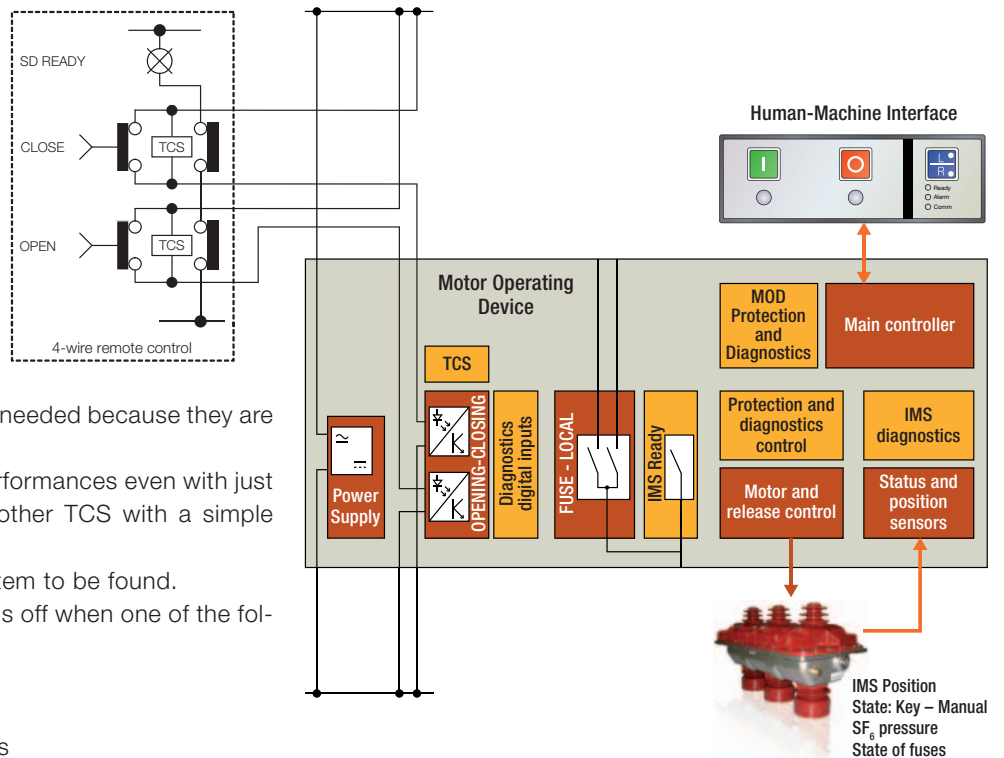 SD READY
CLOSE
TCS
OPEN
TCS
4-wire remote control
needed because they are
erformances even with just
other TCS with a simple
tem to be found.
s off when one of the fol-
s
Human-Machine Interface
I
O
L
R
Ready
Alarm
Comm
Motor Operating
Device
TCS
Power
Supply
OPENING-CLOSING
Diagnostics
digital inputs
FUSE - LOCAL
IMS Ready
MOD
Protection
and
Diagnostics
Main controller
Protection and
diagnostics
control
IMS
diagnostics
Motor and
release control
Status and
position
sensors
IMS Position
State: Key – Manual
SF6 pressure
State of fuses